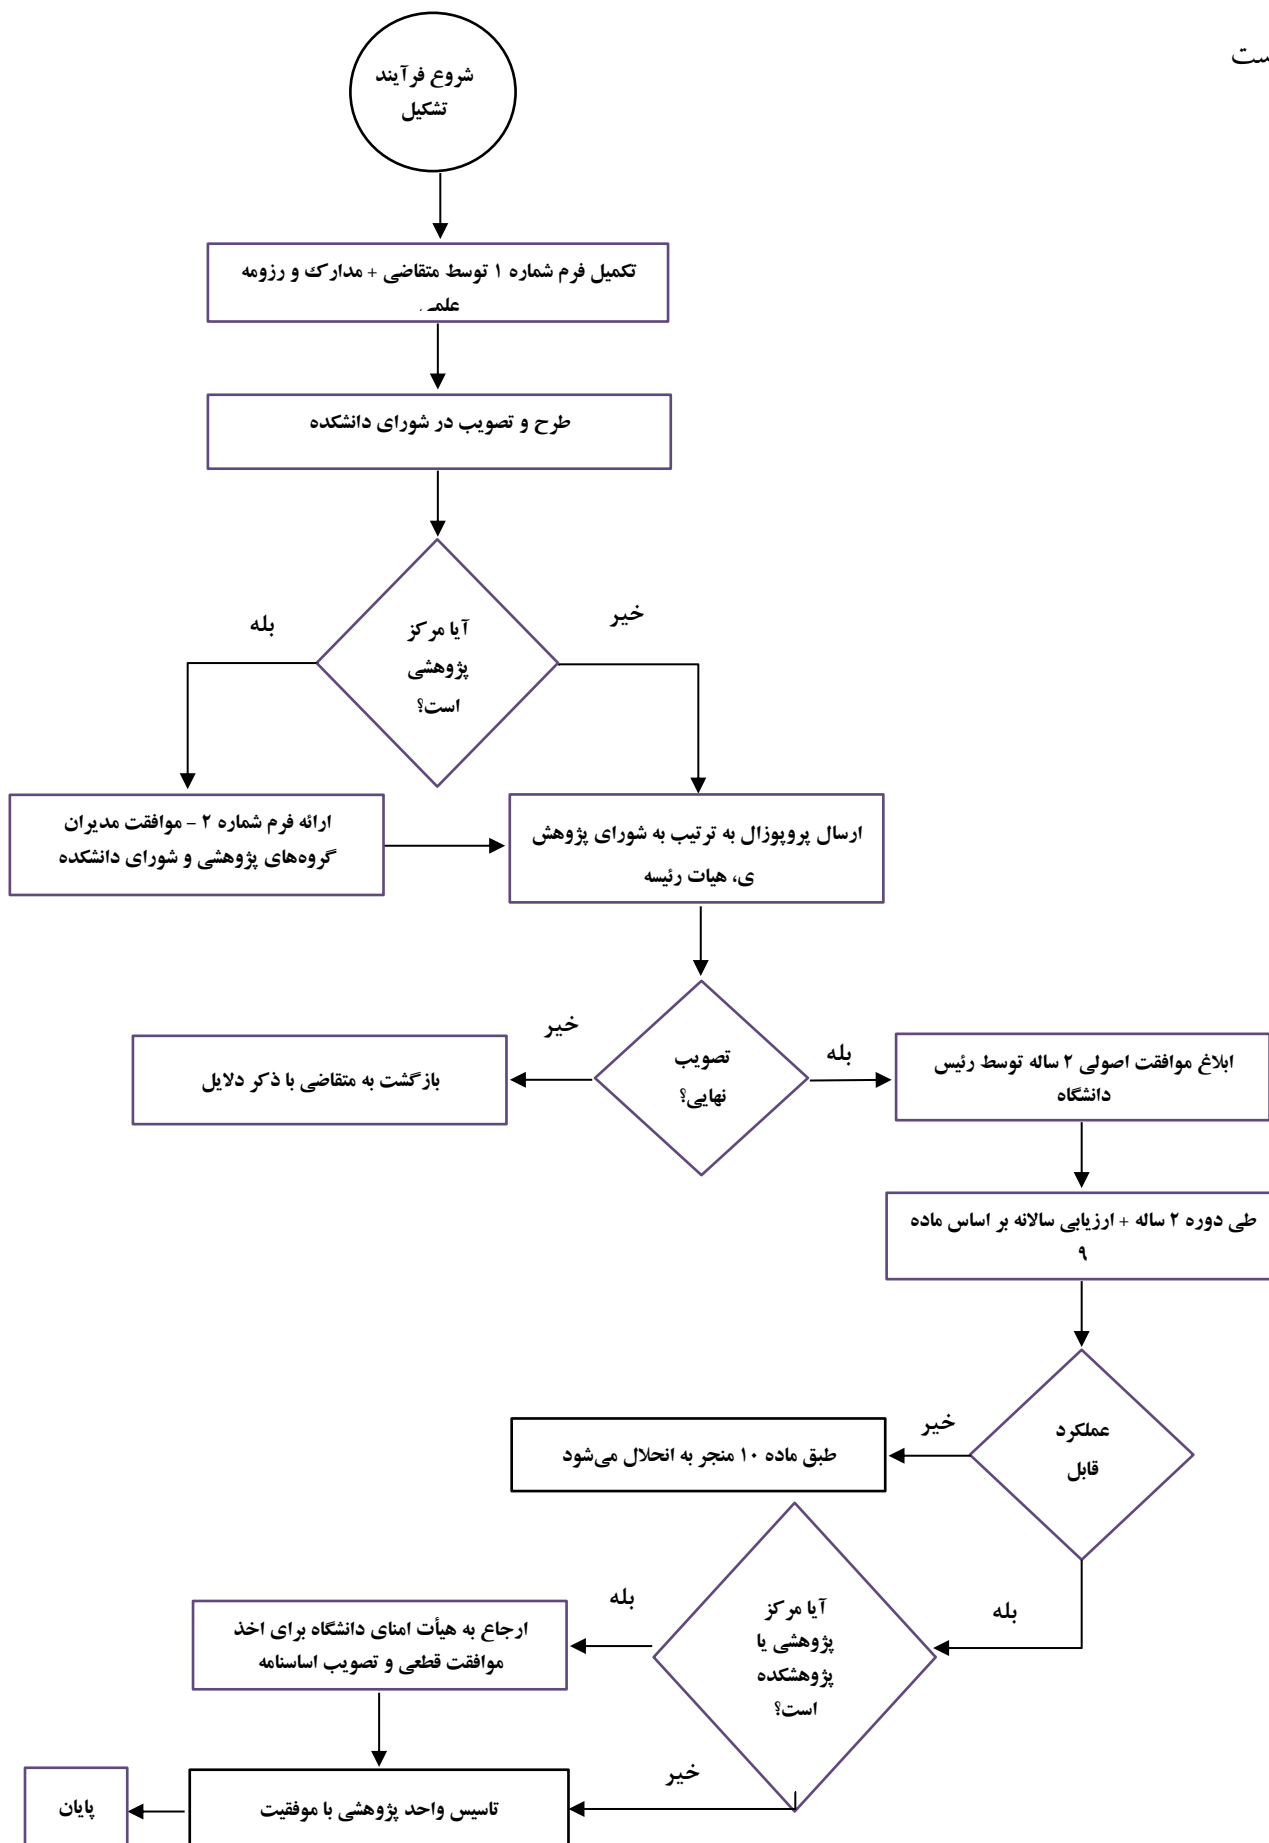 ست
شروع فرآیند
تشکیل
تکمیل فرم شماره ۱ توسط متقاضی + مدارک و رزومه
علمی
طرح و تصویب در شورای دانشکده
خیر
بله
آیا مرکز
پژوهشی
است؟
ارائه فرم شماره ۲ – موافقت مدیران
گروه‌های پژوهشی و شورای دانشکده
ارسال پروپوزال به ترتیب به شورای پژوهش
ی، هیات رئیسه
خیر
بله
تصویب
نهایی؟
بازگشت به متقاضی با ذکر دلایل
ابلاغ موافقت اصولی ۲ ساله توسط رئیس
دانشگاه
طی دوره ۲ ساله + ارزیابی سالانه بر اساس ماده
۹
عملکرد
قابل
خیر
طبق ماده ۱۰ منجر به انحلال می‌شود
بله
آیا مرکز
پژوهشی یا
پژوهشکده
است؟
بله
ارجاع به هیأت امنای دانشگاه برای اخذ
موافقت قطعی و تصویب اساسنامه
خیر
تاسیس واحد پژوهشی با موفقیت
پایان